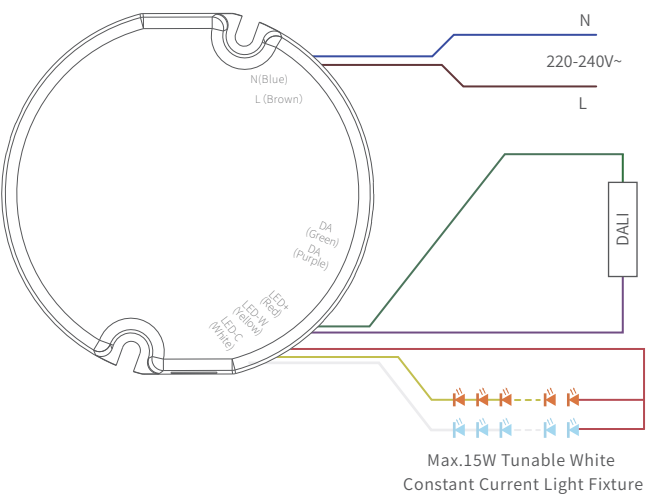 N
220-240V~
L
N(Blue)
L (Brown)
DA
(Green)
DA
(Purple)
LED+
(Red)
LED-W
(Yellow)
LED-C
(White)
DALI
Max.15W Tunable White
Constant Current Light Fixture